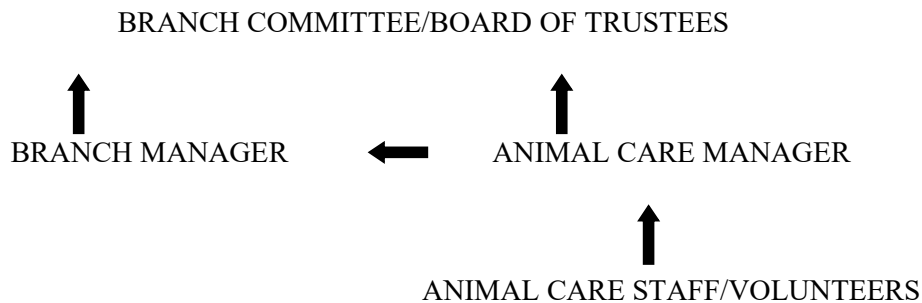 BRANCH COMMITTEE/BOARD OF TRUSTEES
BRANCH MANAGER
ANIMAL CARE MANAGER
ANIMAL CARE STAFF/VOLUNTEERS